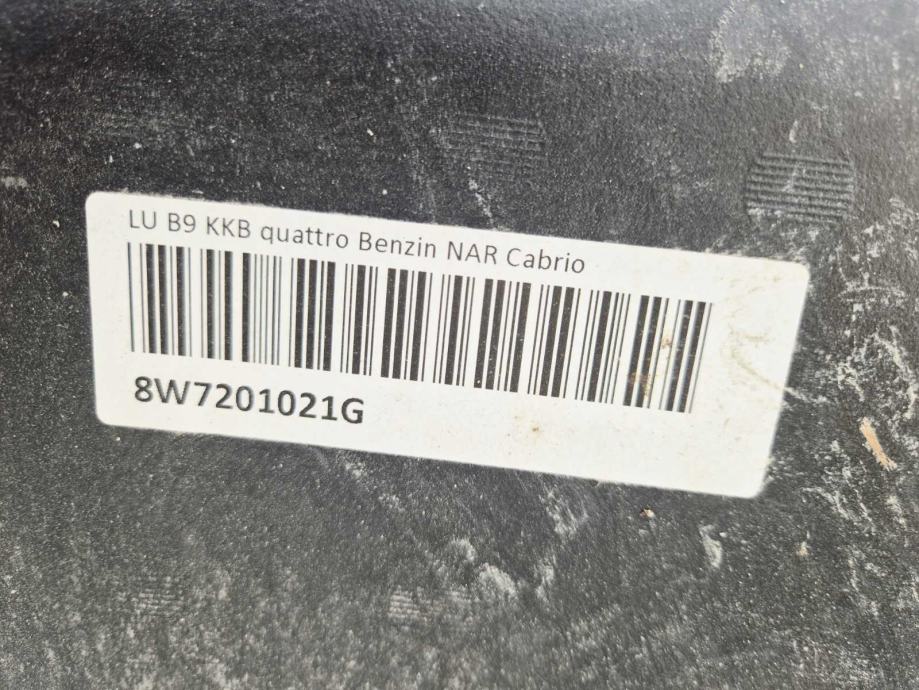 LU B9 KKB quattro Benzin NAR Cabrio
8W7201021G